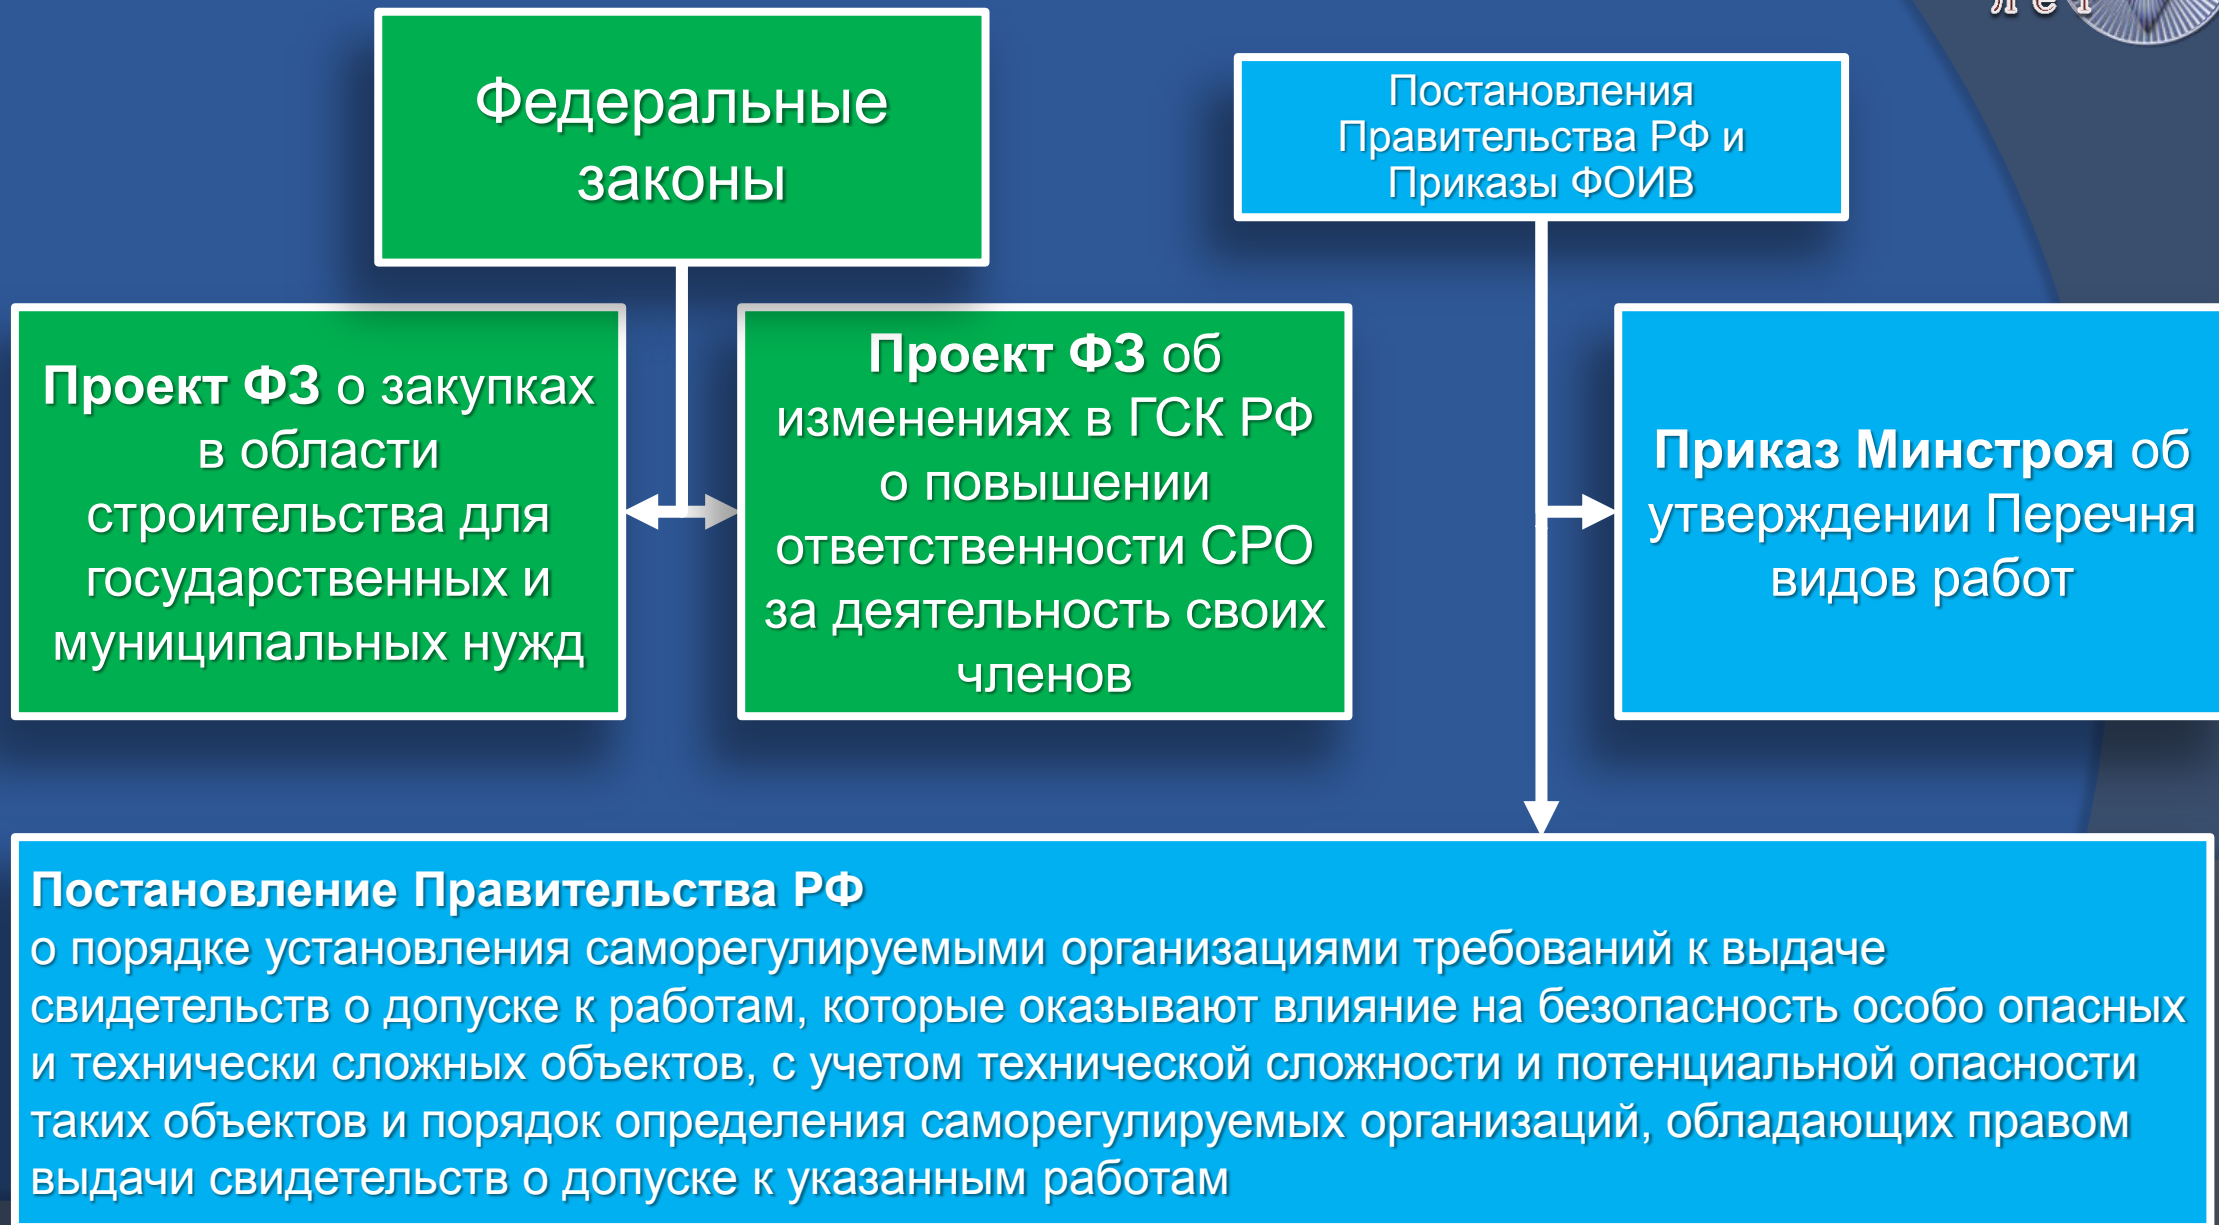 лет
Федеральные
законы
Постановления
Правительства РФ и
Приказы ФОИВ
Проект ФЗ о закупках
в области
строительства для
государственных и
муниципальных нужд
Проект ФЗ об
изменениях в ГСК РФ
о повышении
ответственности СРО
за деятельность своих
членов
Приказ Минстроя об
утверждении Перечня
видов работ
Постановление Правительства РФ
о порядке установления саморегулируемыми организациями требований к выдаче
свидетельств о допуске к работам, которые оказывают влияние на безопасность особо опасных
и технически сложных объектов, с учетом технической сложности и потенциальной опасности
таких объектов и порядок определения саморегулируемых организаций, обладающих правом
выдачи свидетельств о допуске к указанным работам